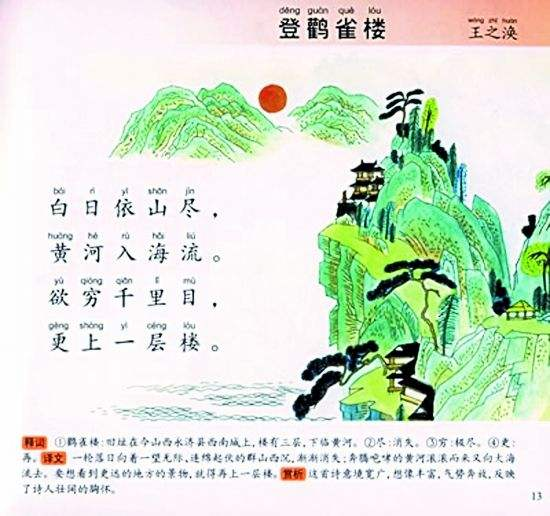 dēng guàn què lóu
登鹳雀楼
wáng zhī huàn
王之涣
bái rì yī shān jìn
白日依山尽，
huáng hé rù hǎi liú
黄河入海流。
yù qióng qiān lǐ mù
欲穷千里目，
gèng shàng yì céng lóu
更上一层楼。
释词 ①鹳雀楼：旧址在今山西永济县西南城上，楼有三层，下临黄河。②尽：消失。③穷：极尽。④更：
再。译文 一轮落日向着一望无际，连绵起伏的群山西沉，渐渐消失；奔腾咆哮的黄河滚滚而来又向大海
流去。要想看到更远的地方的景物，就得再上一层楼。赏析 这首诗意境宽广，想像丰富，气势奔放，反映
了诗人壮阔的胸怀。
13